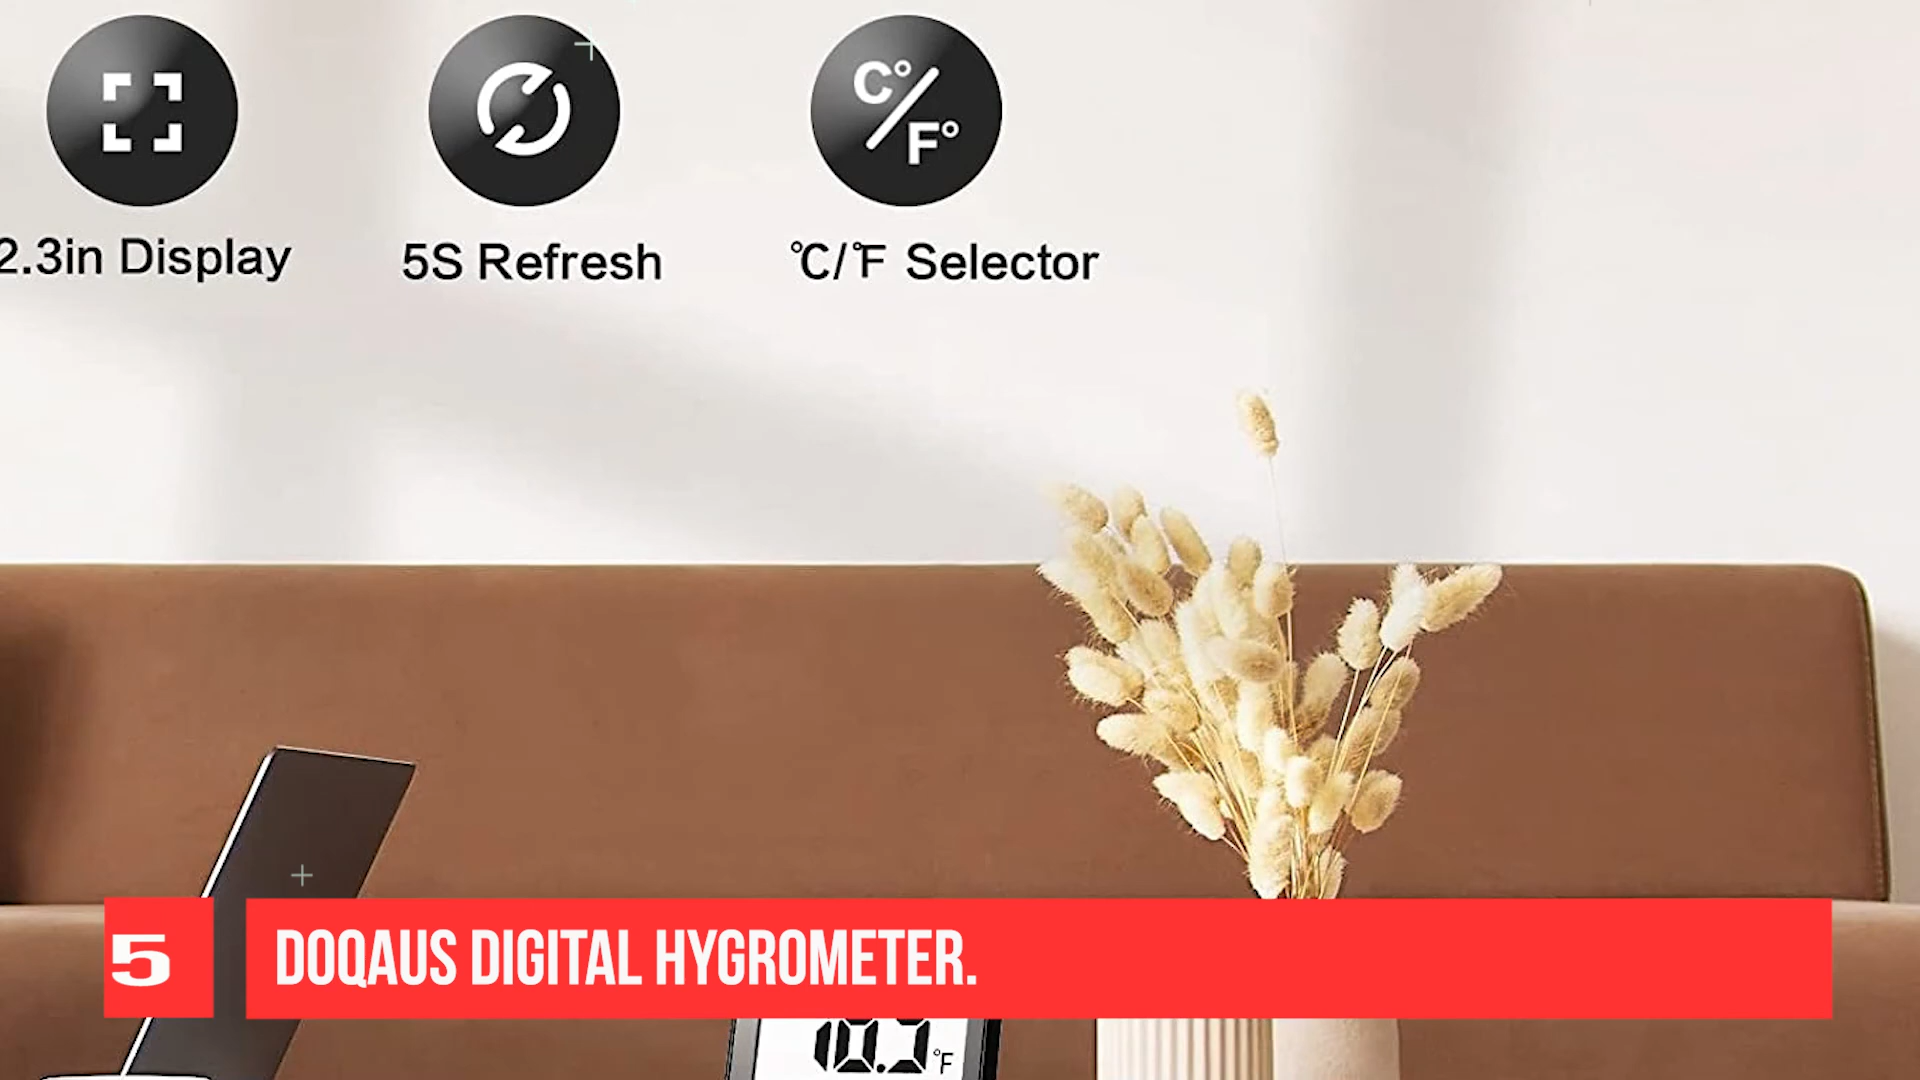 C°/F°
2.3in Display
5S Refresh
℃/℉ Selector
5
DOQAUS DIGITAL HYGROMETER.
°F